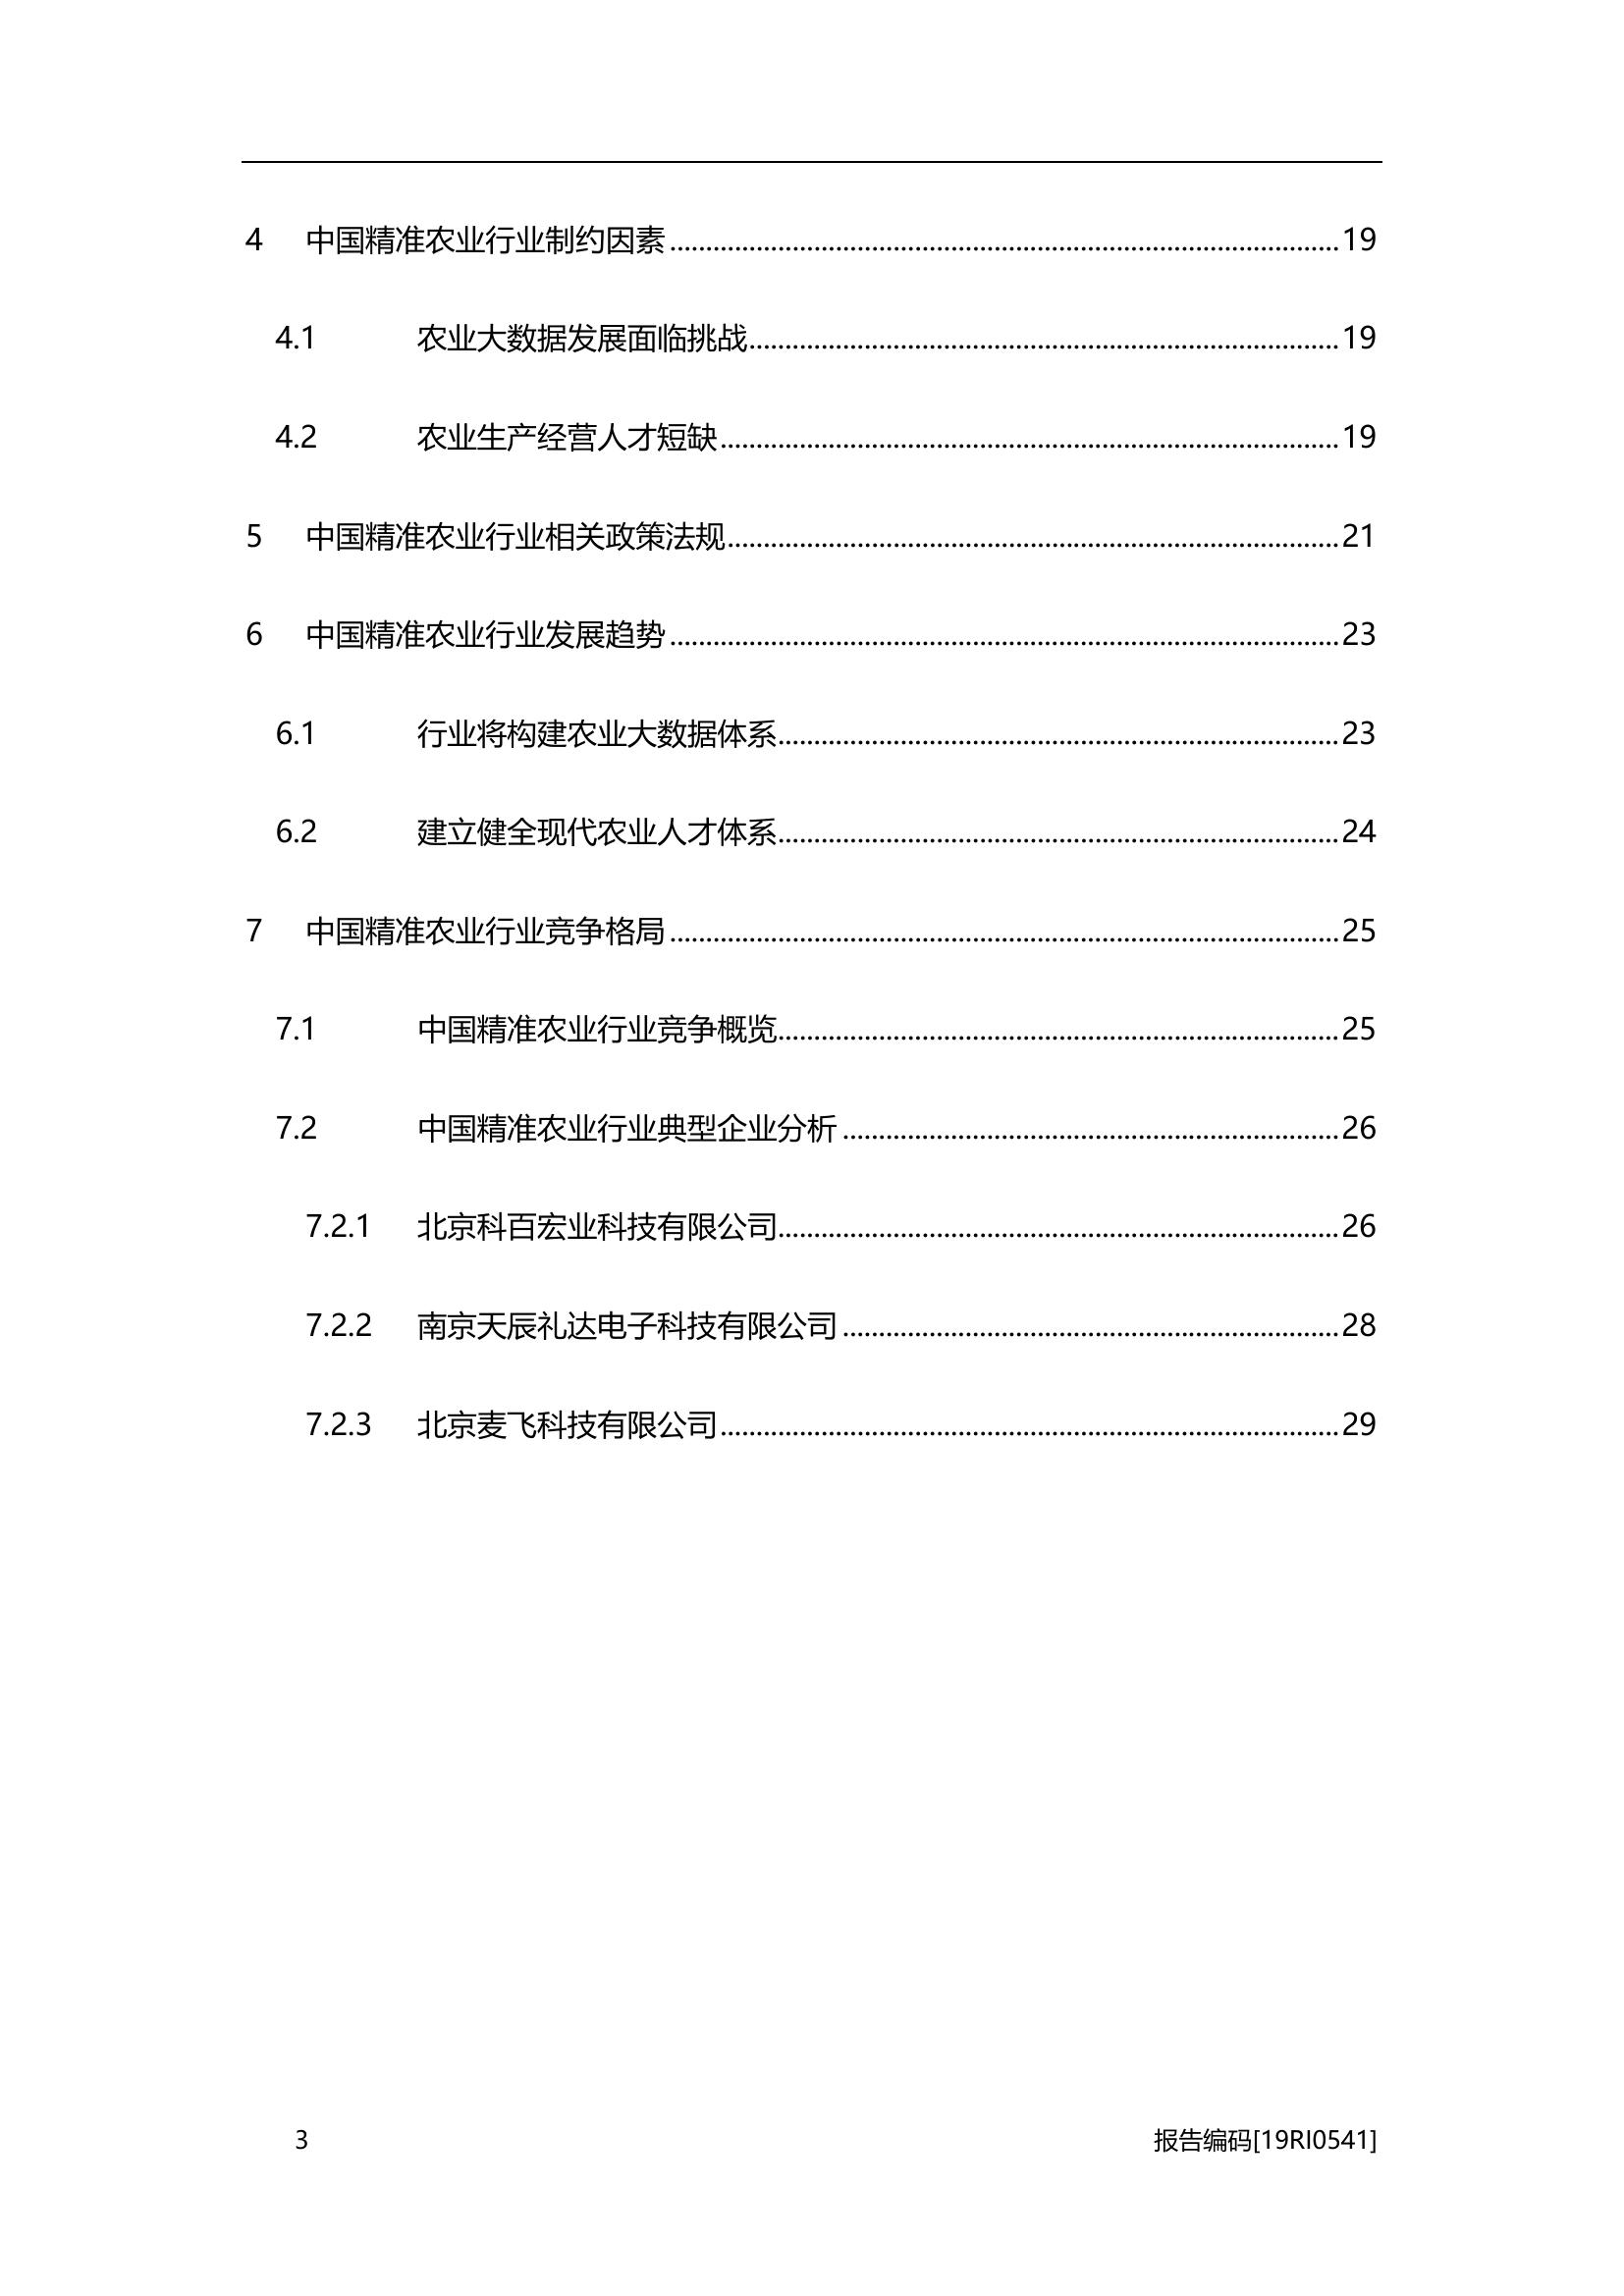 4 中国精准农业行业制约因素 19
4.1 农业大数据发展面临挑战 19
4.2 农业生产经营人才短缺 19
5 中国精准农业行业相关政策法规 21
6 中国精准农业行业发展趋势 23
6.1 行业将构建农业大数据体系 23
6.2 建立健全现代农业人才体系 24
7 中国精准农业行业竞争格局 25
7.1 中国精准农业行业竞争概览 25
7.2 中国精准农业行业典型企业分析 26
7.2.1 北京科百宏业科技有限公司 26
7.2.2 南京天辰礼达电子科技有限公司 28
7.2.3 北京麦飞科技有限公司 29
3 报告编码[19RI0541]